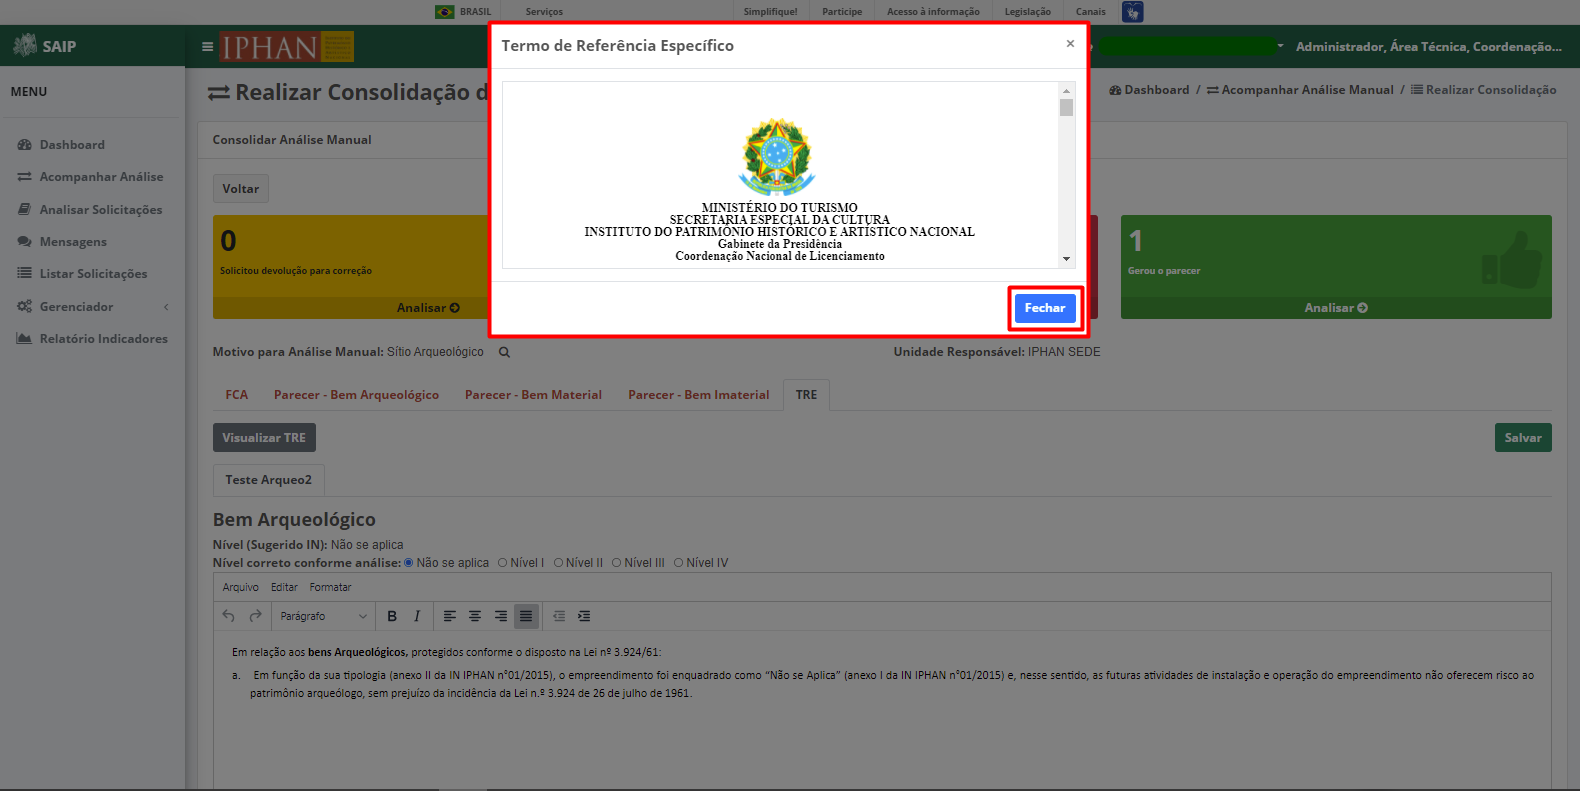 BRASIL
Serviços
Simplifique!
Participe
Acesso à informação
Legislação
Canais
SAIP
IPHAN
Administrador, Área Técnica, Coordenação...
MENU
Dashboard
Acompanhar Análise
Analisar Solicitações
Mensagens
Listar Solicitações
Gerenciador
Relatório Indicadores
Realizar Consolidação d
Dashboard / Acompanhar Análise Manual / Realizar Consolidação
Termo de Referência Específico
×
MINISTÉRIO DO TURISMO
SECRETARIA ESPECIAL DA CULTURA
INSTITUTO DO PATRIMÔNIO HISTÓRICO E ARTÍSTICO NACIONAL
Gabinete da Presidência
Coordenação Nacional de Licenciamento
Fechar
Consolidar Análise Manual
Voltar
0
Solicitou devolução para correção
Analisar
1
Gerou o parecer
Analisar
Motivo para Análise Manual: Sítio Arqueológico
Unidade Responsável: IPHAN SEDE
FCA
Parecer - Bem Arqueológico
Parecer - Bem Material
Parecer - Bem Imaterial
TRE
Visualizar TRE
Salvar
Teste Arqueo2
Bem Arqueológico
Nível (Sugerido IN): Não se aplica
Nível correto conforme análise: Não se aplica Nível I Nível II Nível III Nível IV
Arquivo Editar Formatar
Parágrafo B I
Em relação aos bens Arqueológicos, protegidos conforme o disposto na Lei nº 3.924/61:
a. Em função da sua tipologia (anexo II da IN IPHAN n°01/2015), o empreendimento foi enquadrado como “Não se Aplica” (anexo I da IN IPHAN n°01/2015) e, nesse sentido, as futuras atividades de instalação e operação do empreendimento não oferecem risco ao
patrimônio arqueólogo, sem prejuízo da incidência da Lei n.º 3.924 de 26 de julho de 1961.